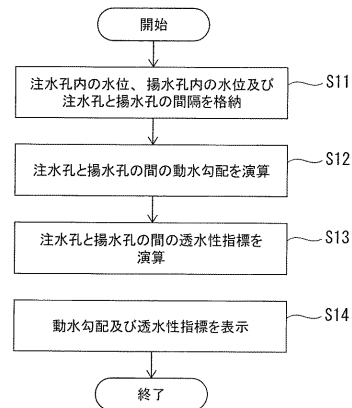 開始
注水孔内の水位、揚水孔内の水位及び
注水孔と揚水孔の間隔を格納
S11
注水孔と揚水孔の間の動水勾配を演算
S12
注水孔と揚水孔の間の透水性指標を
演算
S13
動水勾配及び透水性指標を表示
S14
終了